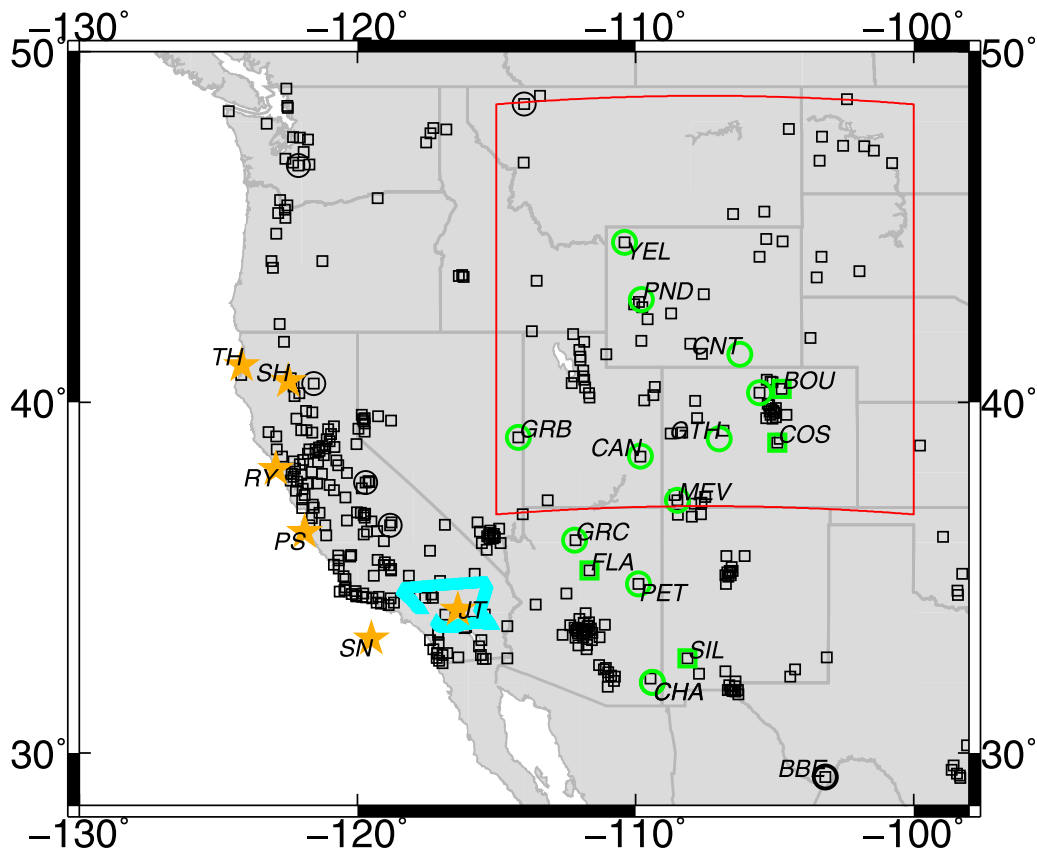 −130° −120° −110° −100°
50° 50°
YEL
PND
TH CNT
SH BOU
40° 40°
GRB GTH COS
CAN
RY MEV
PS GRC
FLA
JT PET
SN SIL
CHA
30° BBE 30°
−130° −120° −110° −100°